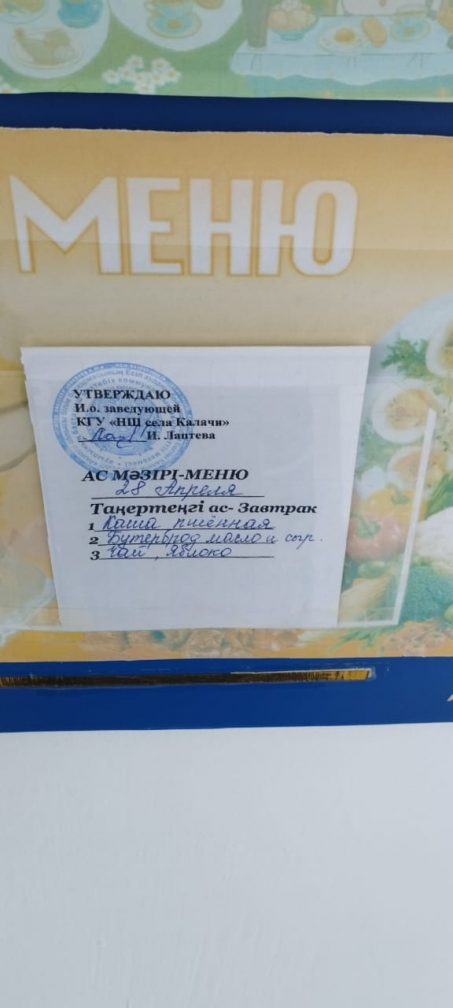 МЕНЮ
УТВЕРЖДАЮ
И.о. заведующей
КГУ «НШ села Калачи»
И. Лаптева
АС МӘЗІРІ-МЕНЮ
28 Апреля
Таңертеңгі ас- Завтрак
1 Каша пшённая
2 Бутерброд масло и сыр.
3 Чай, Яблоко